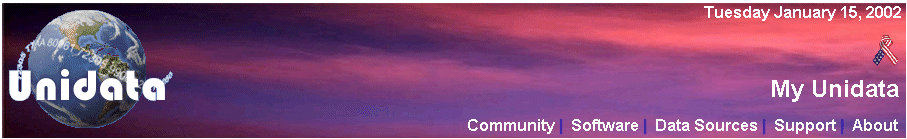 Tuesday January 15, 2002
Unidata
My Unidata
Community | Software | Data Sources | Support | About